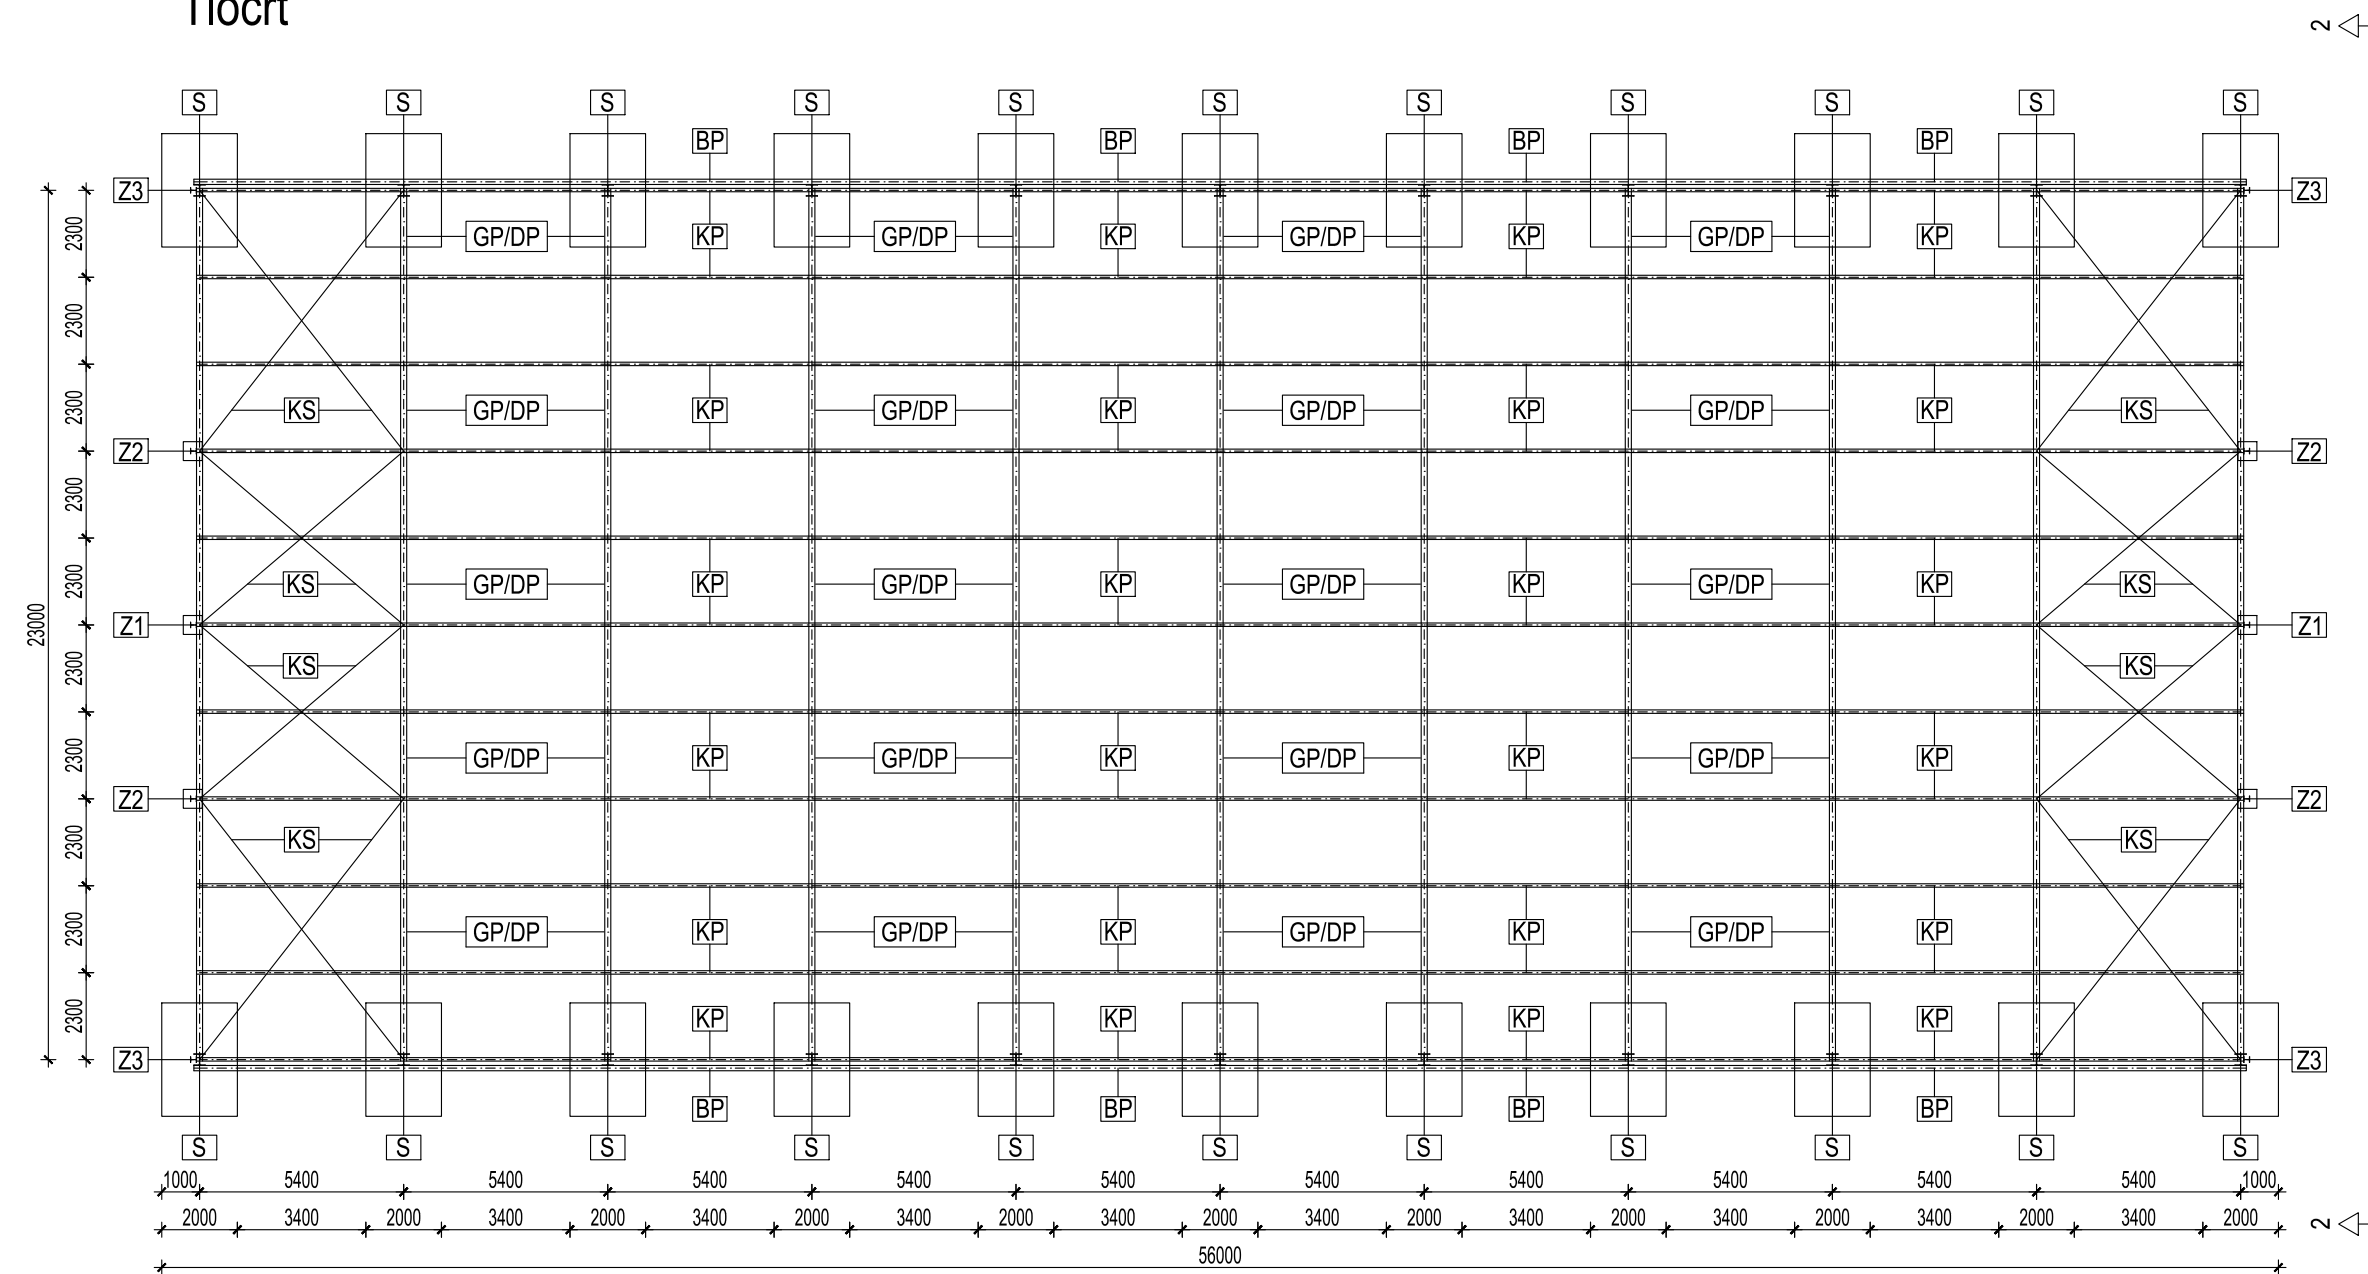 Tlocrt
2
S S S S S S S S S S S
BP BP BP BP
Z3 Z3
2300 GP/DP KP GP/DP KP GP/DP KP GP/DP KP
2300
2300 KS GP/DP KP GP/DP KP GP/DP KP GP/DP KP KS
Z2 Z2
2300
2300 KS GP/DP KP GP/DP KP GP/DP KP GP/DP KP KS
23000 Z1 Z1
2300 KS KS
2300 GP/DP KP GP/DP KP GP/DP KP GP/DP KP
Z2 Z2
2300 KS KS
2300 GP/DP KP GP/DP KP GP/DP KP GP/DP KP
2300 KP KP KP KP
Z3 Z3
BP BP BP BP
S S S S S S S S S S S
1000 5400 5400 5400 5400 5400 5400 5400 5400 5400 5400 1000
2000 3400 2000 3400 2000 3400 2000 3400 2000 3400 2000 3400 2000 3400 2000 3400 2000 3400 2000 3400 2000
2
56000